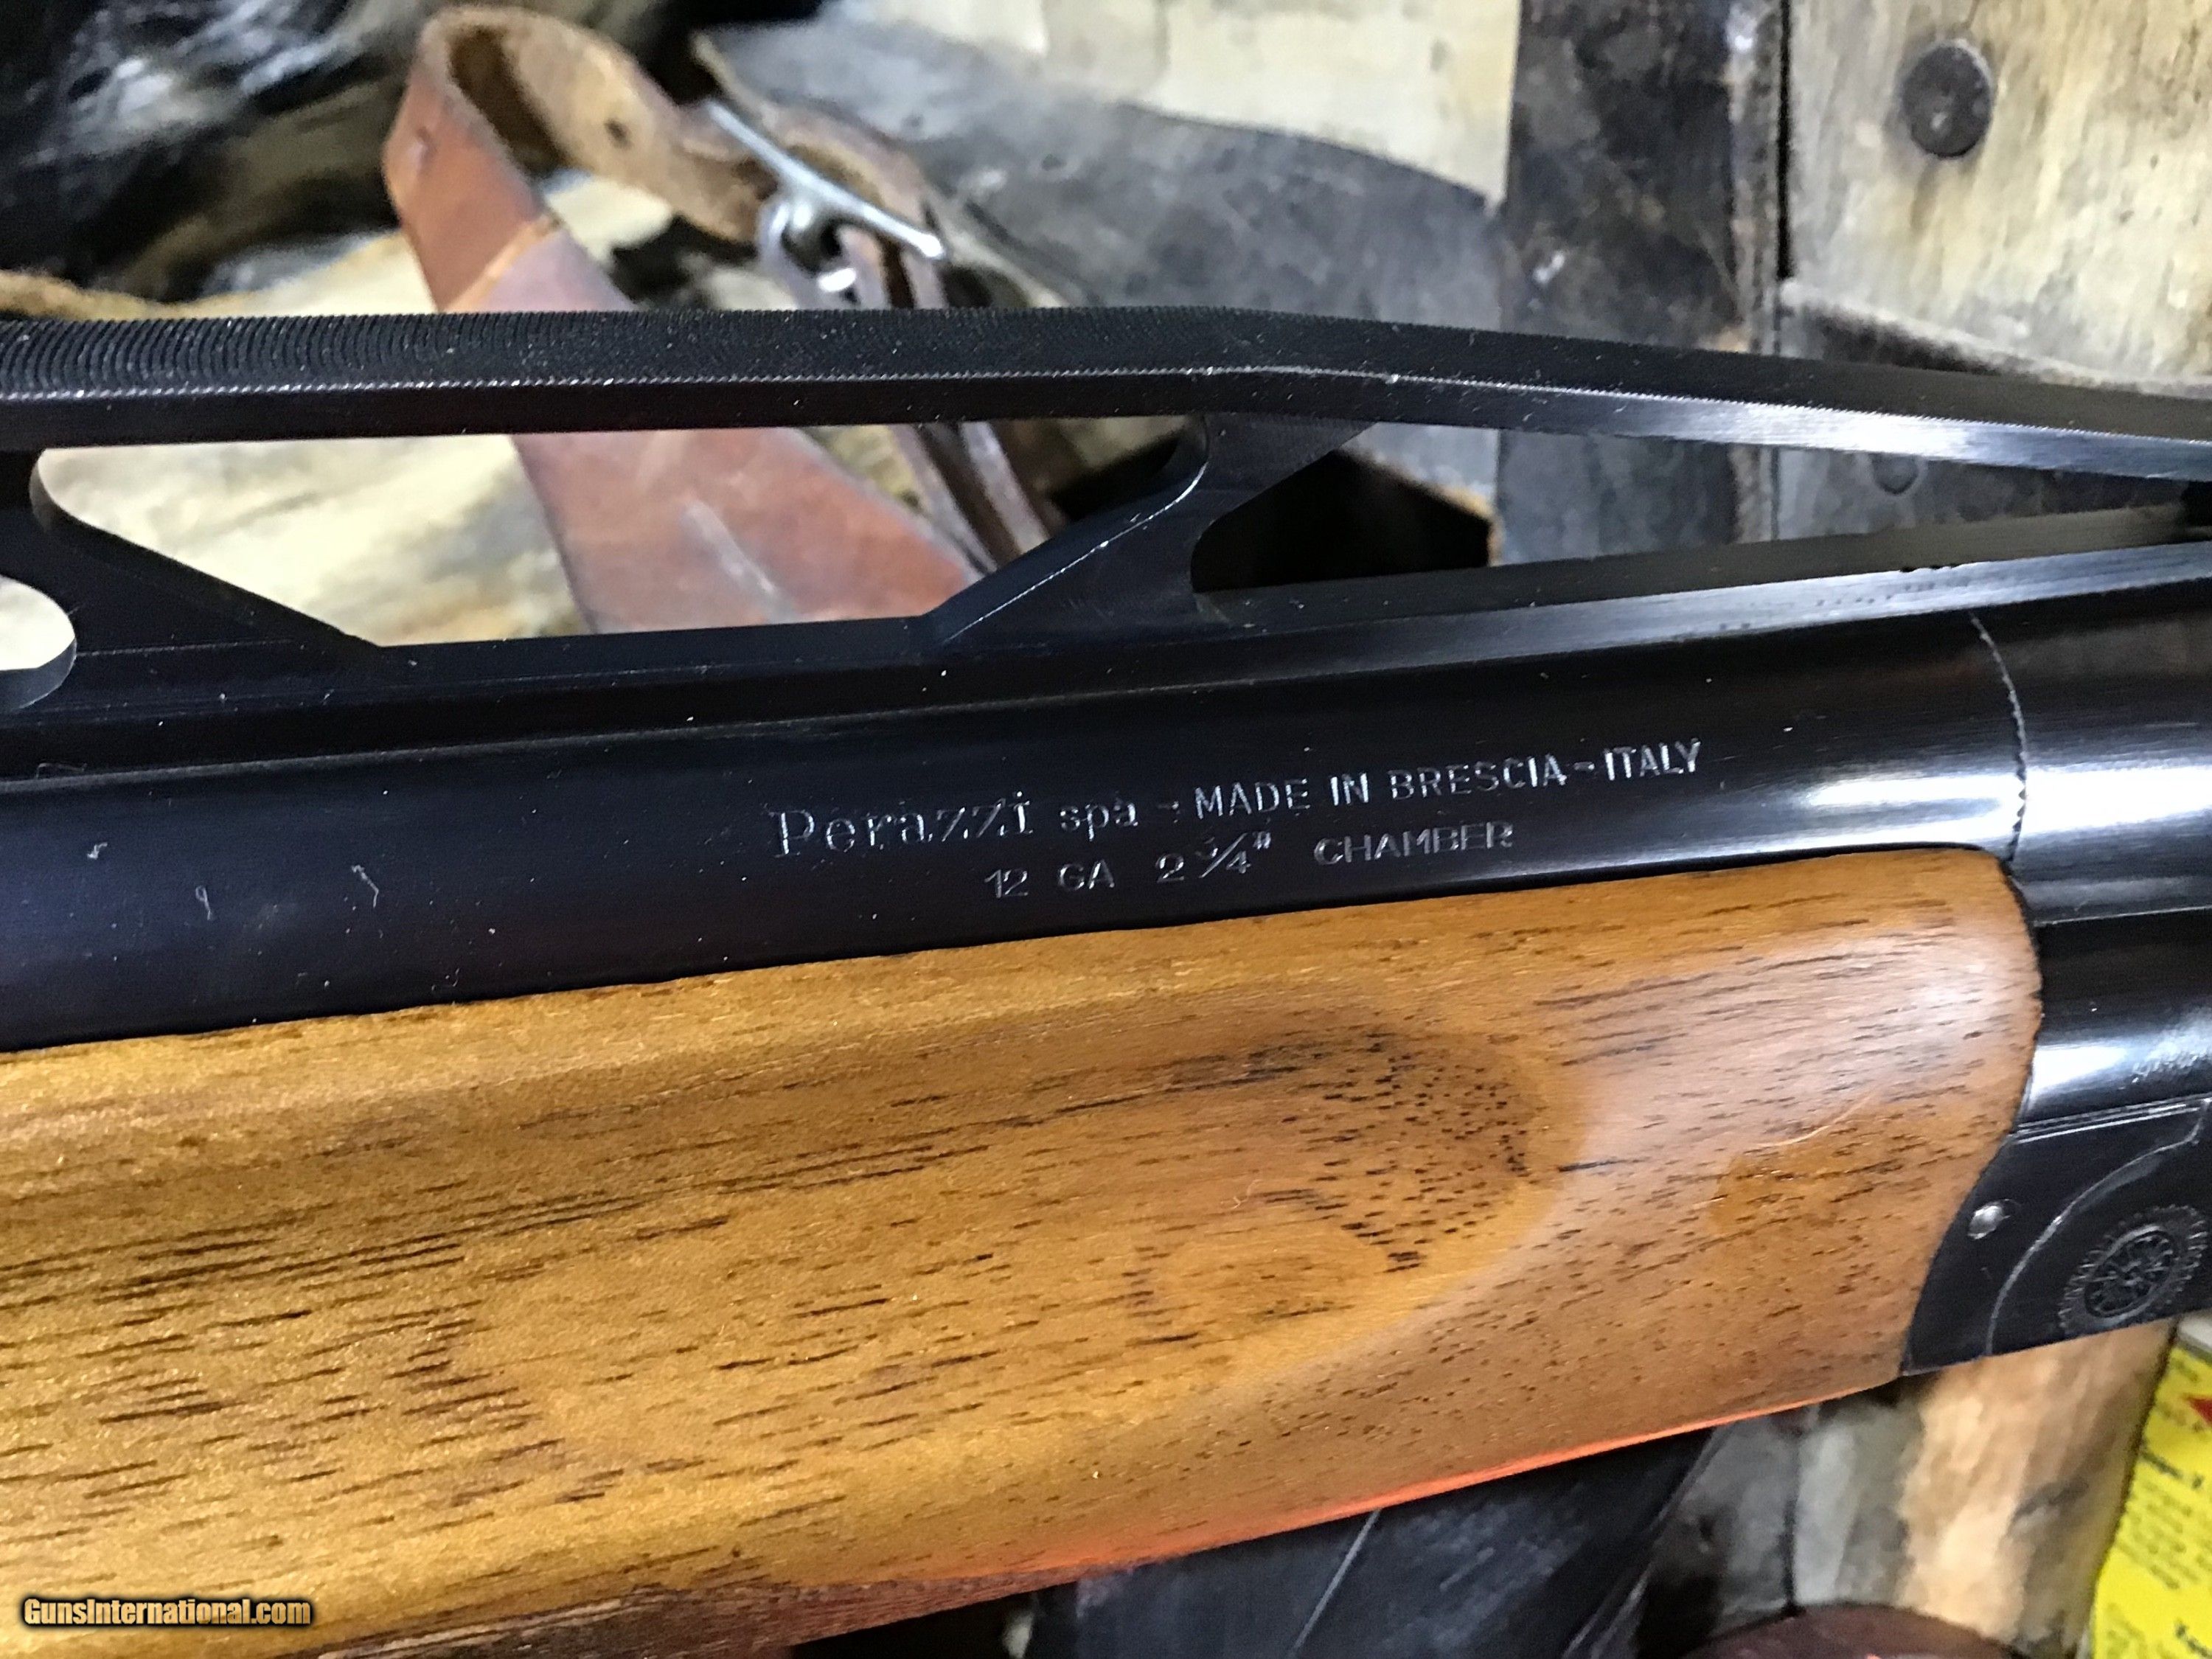 Perazzi spa - MADE IN BRESCIA - ITALY
12 GA 2 3/4" CHAMBER
GunsInternational.com